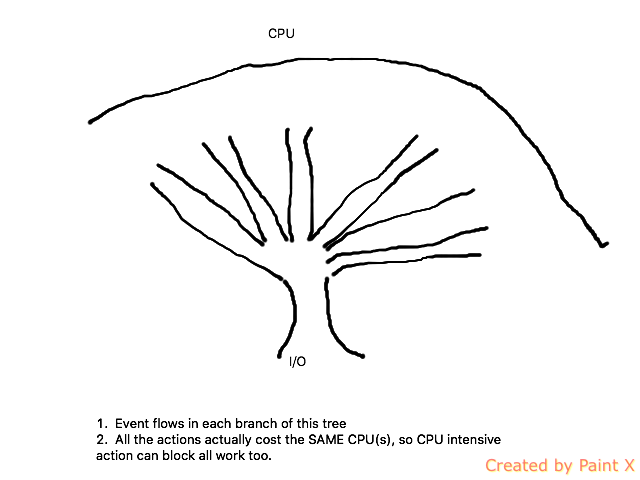 CPU
I/O
1. Event flows in each branch of this tree
2. All the actions actually cost the SAME CPU(s), so CPU intensive
action can block all work too.
Created by Paint X